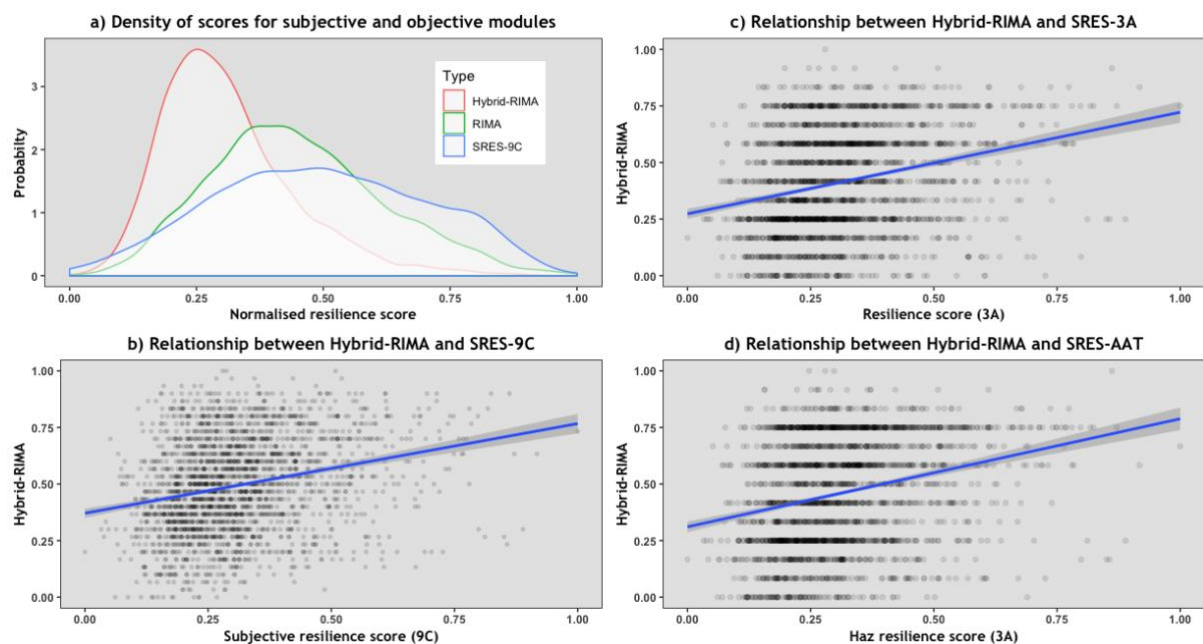 a) Density of scores for subjective and objective modules
Probabilty
3
2
1
0
0.00 0.25 0.50 0.75 1.00
Normalised resilience score
Type
Hybrid-RIMA
RIMA
SRES-9C
c) Relationship between Hybrid-RIMA and SRES-3A
Hybrid-RIMA
1.00
0.75
0.50
0.25
0.00
0.00 0.25 0.50 0.75 1.00
Resilience score (3A)
b) Relationship between Hybrid-RIMA and SRES-9C
Hybrid-RIMA
1.00
0.75
0.50
0.25
0.00
0.00 0.25 0.50 0.75 1.00
Subjective resilience score (9C)
d) Relationship between Hybrid-RIMA and SRES-AAT
Hybrid-RIMA
1.00
0.75
0.50
0.25
0.00
0.00 0.25 0.50 0.75 1.00
Haz resilience score (3A)